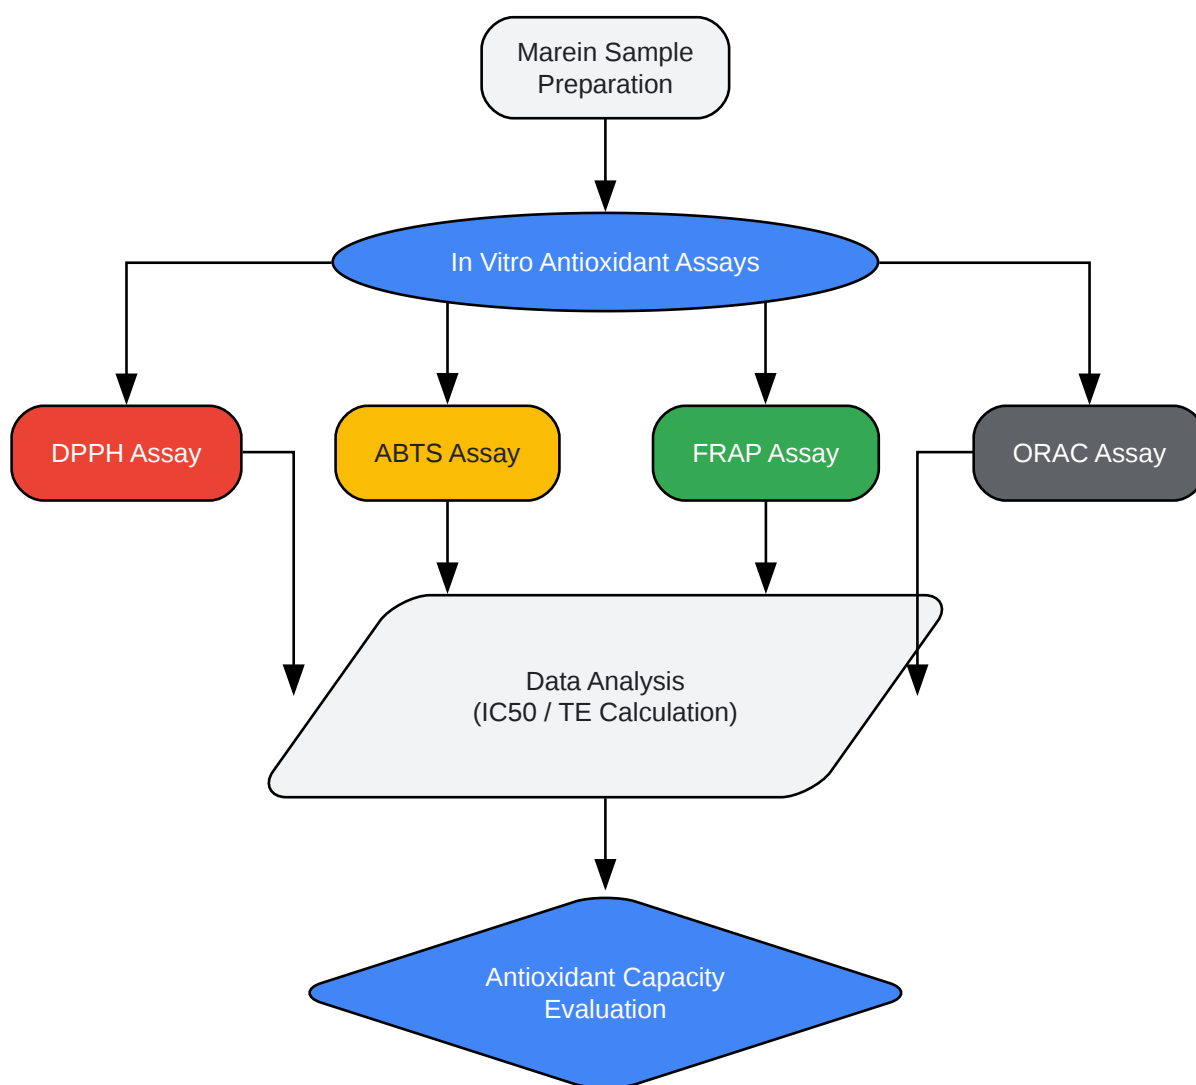 Marein Sample
Preparation
In Vitro Antioxidant Assays
DPPH Assay
ABTS Assay
FRAP Assay
ORAC Assay
Data Analysis
(IC50 / TE Calculation)
Antioxidant Capacity
Evaluation